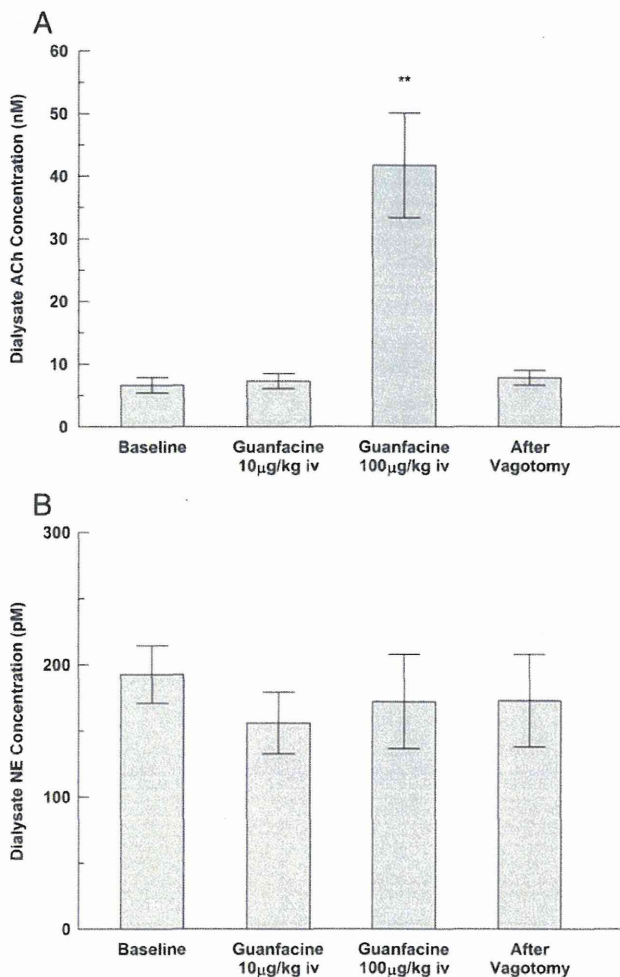 A
Dialysate ACh Concentration (nM)
60
50
40
30
20
10
0
**
Baseline
Guanfacine
10µg/kg iv
Guanfacine
100µg/kg iv
After
Vagotomy
B
Dialysate NE Concentration (pM)
300
200
100
0
Baseline
Guanfacine
10µg/kg iv
Guanfacine
100µg/kg iv
After
Vagotomy